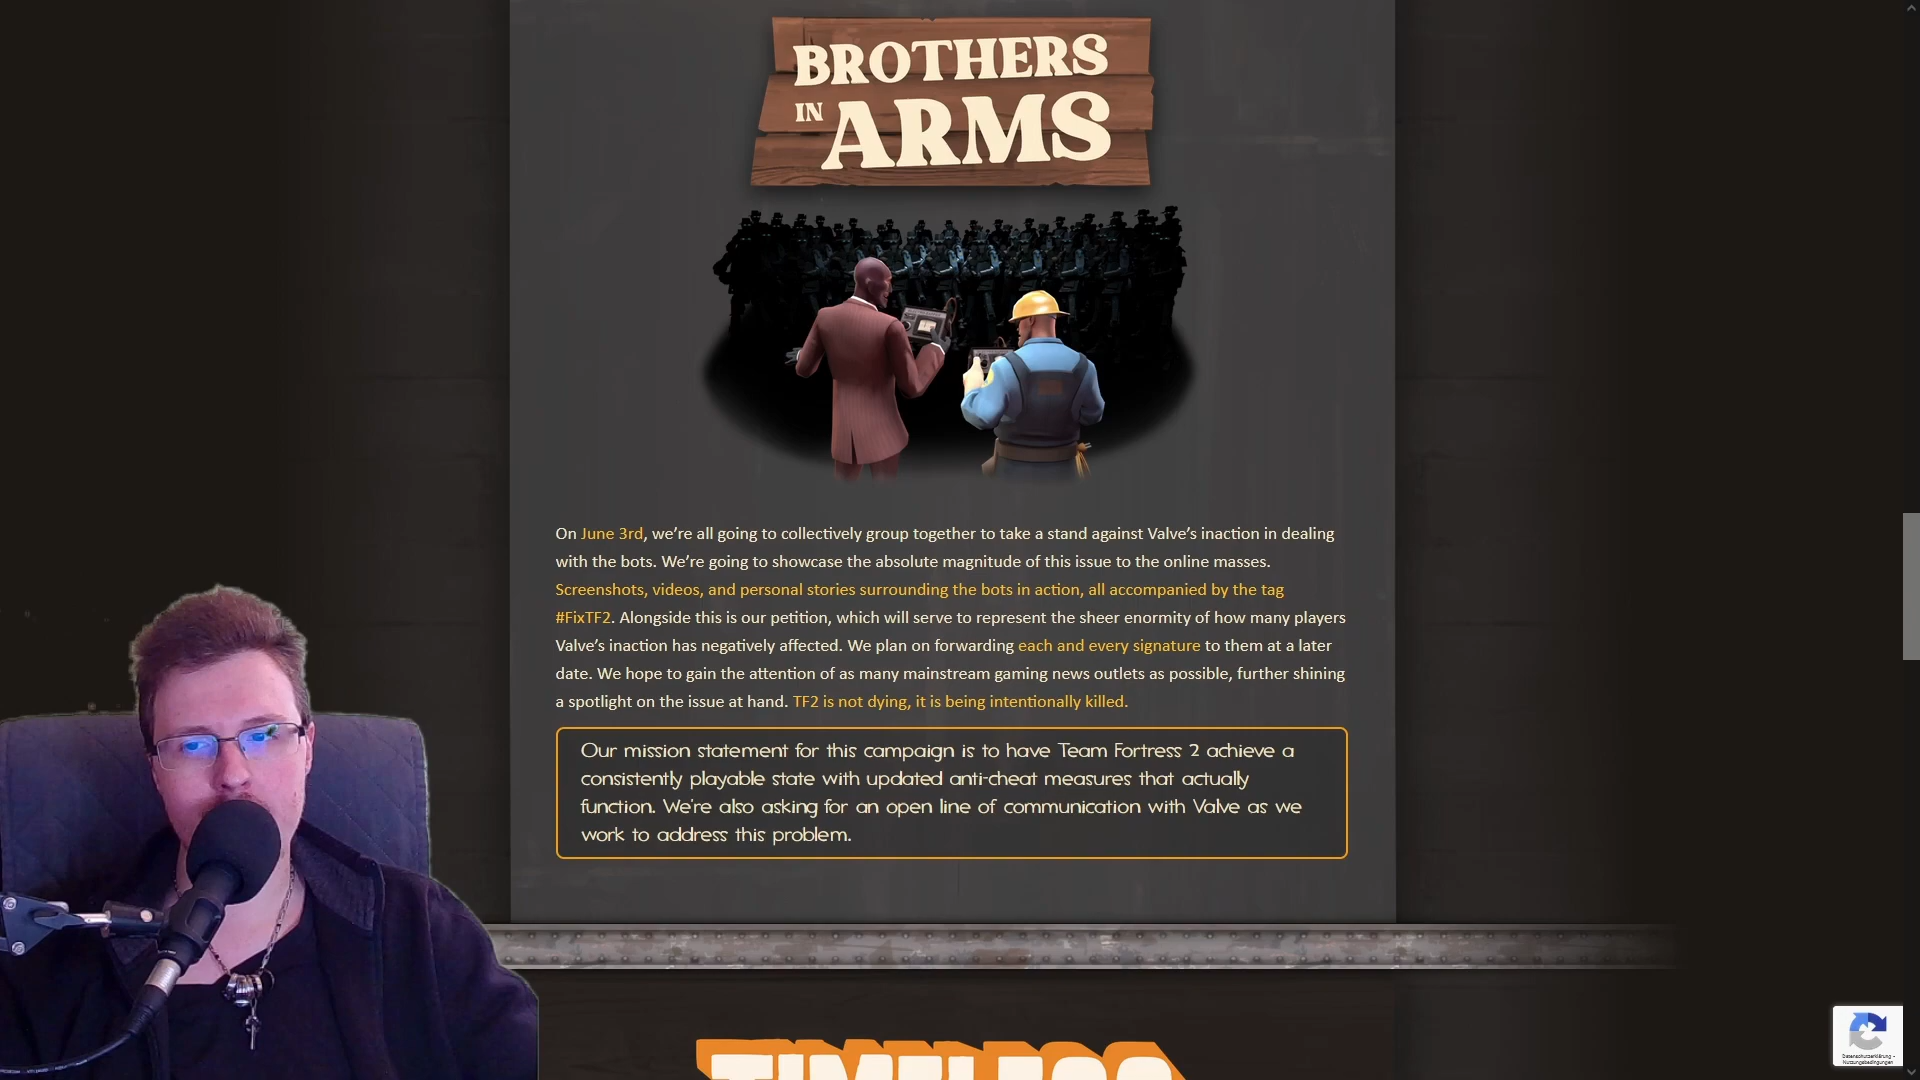 BROTHERS
IN ARMS
On June 3rd, we’re all going to collectively group together to take a stand against Valve’s inaction in dealing
with the bots. We’re going to showcase the absolute magnitude of this issue to the online masses.
Screenshots, videos, and personal stories surrounding the bots in action, all accompanied by the tag
#FixTF2. Alongside this is our petition, which will serve to represent the sheer enormity of how many players
Valve’s inaction has negatively affected. We plan on forwarding each and every signature to them at a later
date. We hope to gain the attention of as many mainstream gaming news outlets as possible, further shining
a spotlight on the issue at hand. TF2 is not dying, it is being intentionally killed.
Our mission statement for this campaign is to have Team Fortress 2 achieve a
consistently playable state with updated anti-cheat measures that actually
function. We're also asking for an open line of communication with Valve as we
work to address this problem.
Datenschutzerklärung -
Nutzungsbedingungen